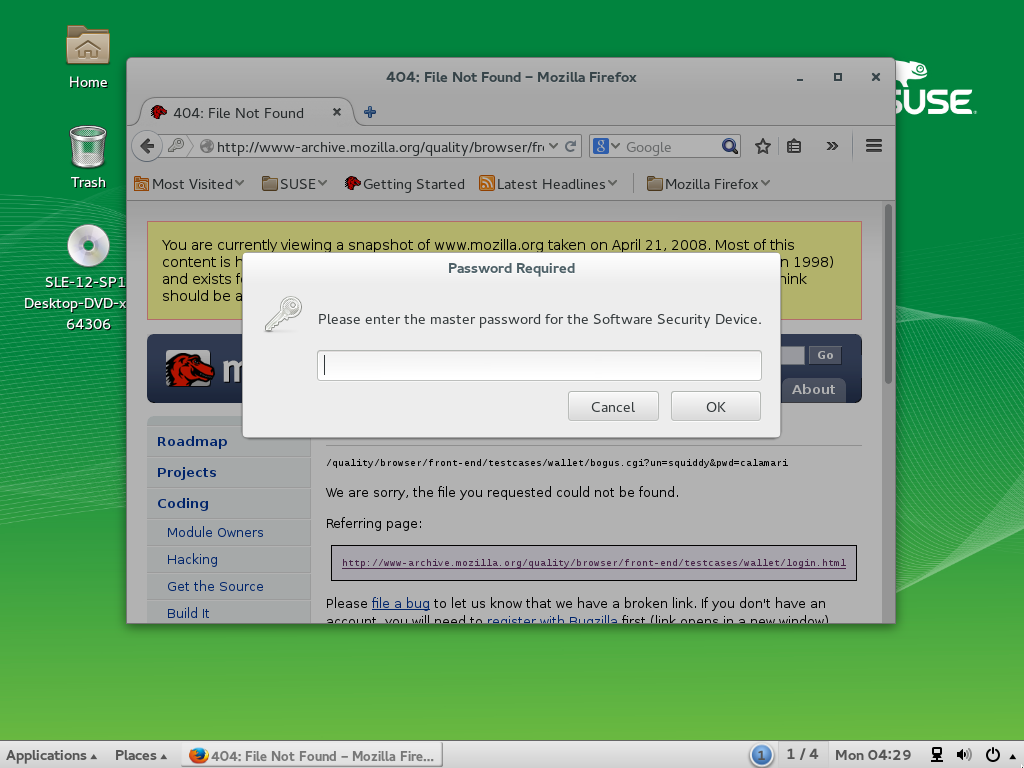 Home
Trash
SLE-12-SP1
Desktop-DVD-x
64306
SUSE
404: File Not Found – Mozilla Firefox
404: File Not Found
http://www-archive.mozilla.org/quality/browser/fr
8 Google
Most Visited SUSE Getting Started Latest Headlines Mozilla Firefox
You are currently viewing a snapshot of www.mozilla.org taken on April 21, 2008. Most of this
content is h n 1998)
and exists f hink
should be a
Password Required
Please enter the master password for the Software Security Device.
Cancel OK
m Go
About
Roadmap
Projects
Coding
Module Owners
Hacking
Get the Source
Build It
/quality/browser/front-end/testcases/wallet/bogus.cgi?un=squiddy&pwd=calamari
We are sorry, the file you requested could not be found.
Referring page:
http://www-archive.mozilla.org/quality/browser/front-end/testcases/wallet/login.html
Please file a bug to let us know that we have a broken link. If you don't have an
account, you will need to register with Bugzilla first (link opens in a new window)
Applications Places 404: File Not Found – Mozilla Fire... 1 1 / 4 Mon 04:29